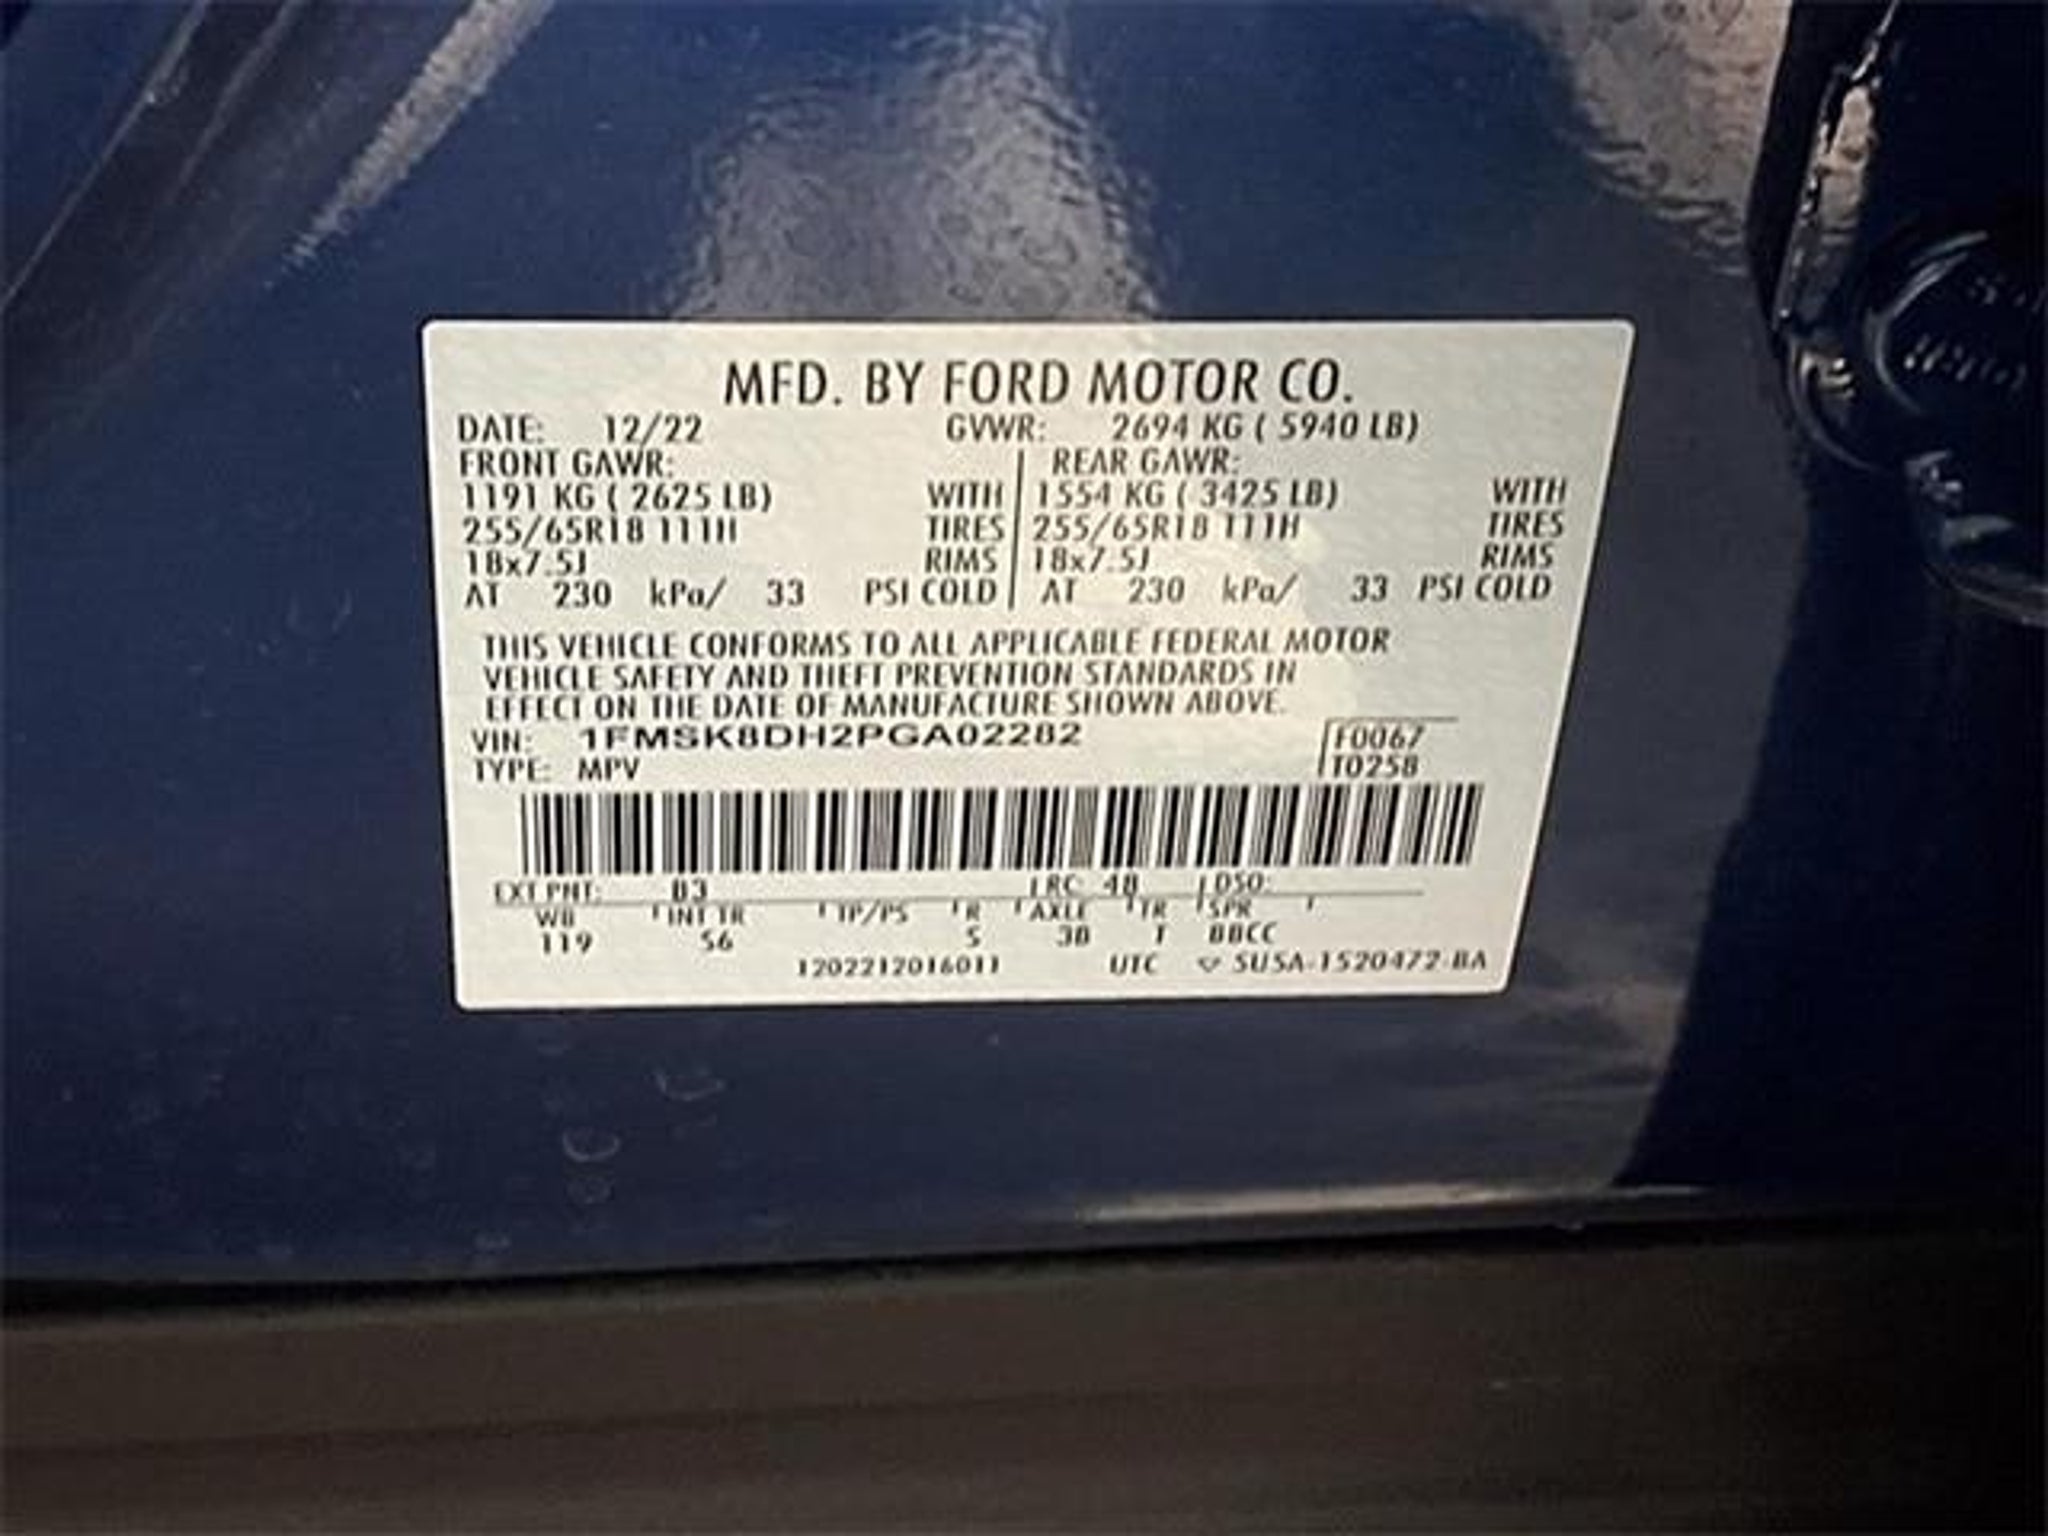 MFD. BY FORD MOTOR CO.
DATE: 12/22 GVWR: 2694 KG ( 5940 LB)
FRONT GAWR: REAR GAWR:
1191 KG ( 2625 LB) WITH 1554 KG ( 3425 LB) WITH
255/65R18 111H TIRES 255/65R18 111H TIRES
18x7.5J RIMS 18x7.5J RIMS
AT 230 kPa/ 33 PSI COLD AT 230 kPa/ 33 PSI COLD
THIS VEHICLE CONFORMS TO ALL APPLICABLE FEDERAL MOTOR
VEHICLE SAFETY AND THEFT PREVENTION STANDARDS IN
EFFECT ON THE DATE OF MANUFACTURE SHOWN ABOVE.
VIN: 1FMSK8DH2PGA02282 F0067
TYPE: MPV T0258
EXT PNT: B3 RC: 48 DSO:
WB INT TR TP/PS R AXLE TR SPR
119 S6 5 38 T BBCC
1202212016011 UTC SU5A-1520472-BA